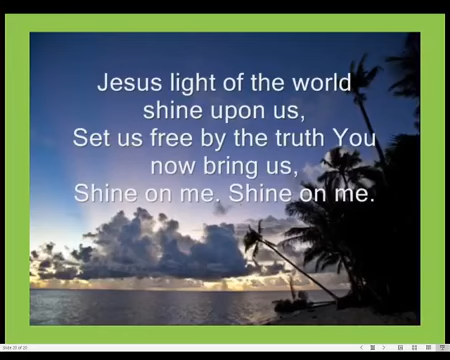 Jesus light of the world
shine upon us,
Set us free by the truth You
now bring us,
Shine on me. Shine on me.